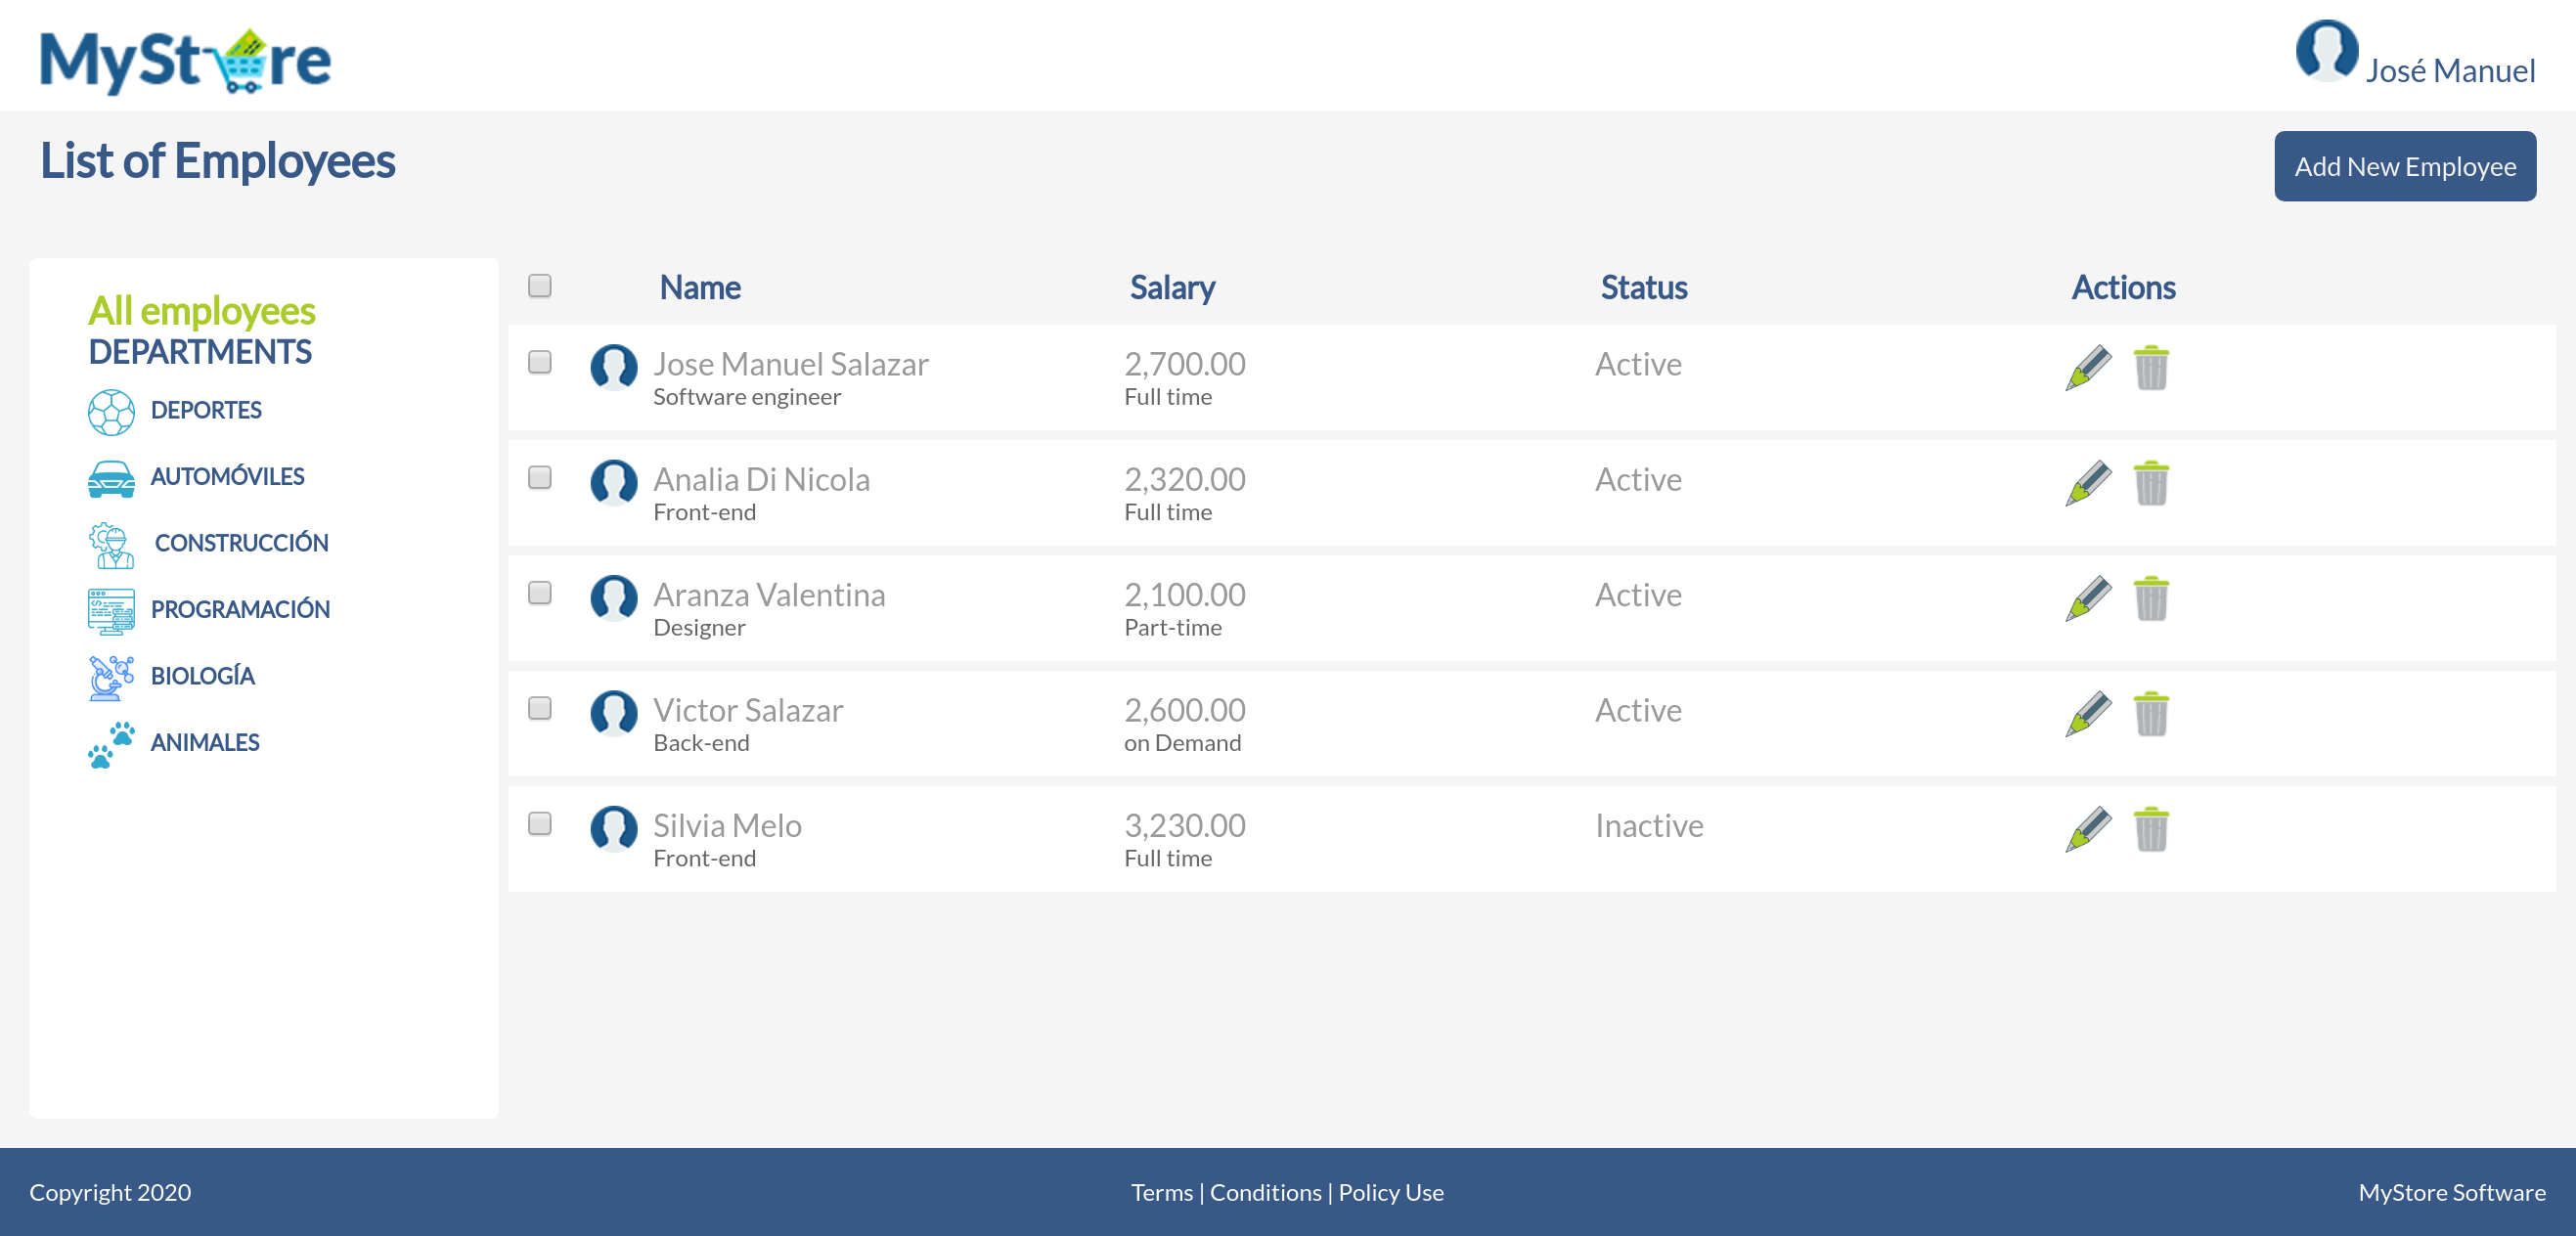 MyStore
José Manuel
List of Employees
Add New Employee
All employees
DEPARTMENTS
DEPORTES
AUTOMÓVILES
CONSTRUCCIÓN
PROGRAMACIÓN
BIOLOGÍA
ANIMALES
Name Salary Status Actions
Jose Manuel Salazar 2,700.00 Active
Software engineer Full time
Analia Di Nicola 2,320.00 Active
Front-end Full time
Aranza Valentina 2,100.00 Active
Designer Part-time
Victor Salazar 2,600.00 Active
Back-end on Demand
Silvia Melo 3,230.00 Inactive
Front-end Full time
Copyright 2020 Terms | Conditions | Policy Use MyStore Software